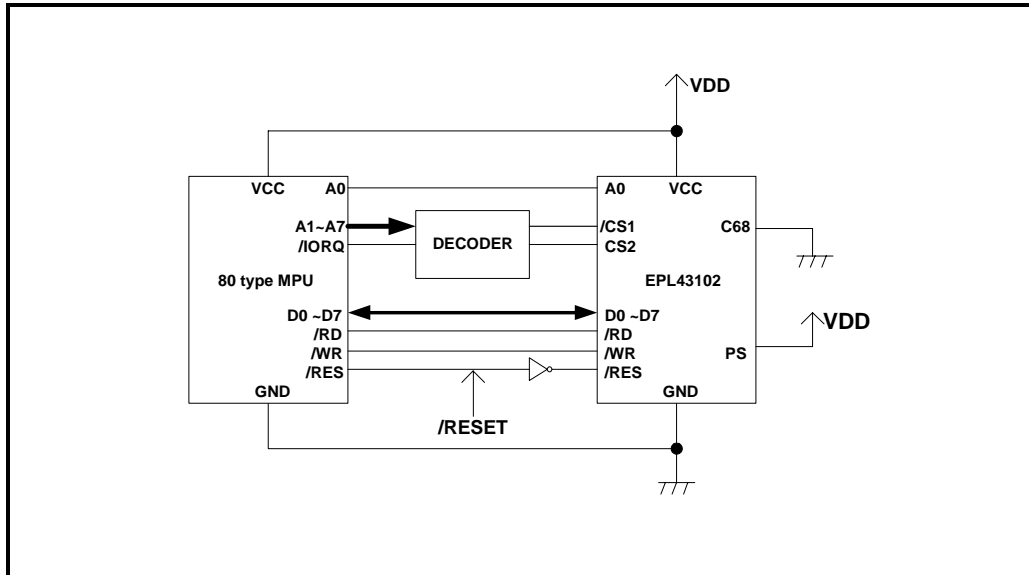 VDD
VCC A0 A0 VCC
A1~A7 /CS1 C68
/IORQ DECODER CS2
80 type MPU EPL43102
D0 ~D7 D0 ~D7 VDD
/RD /RD
/WR /WR PS
/RES /RES
GND GND
/RESET